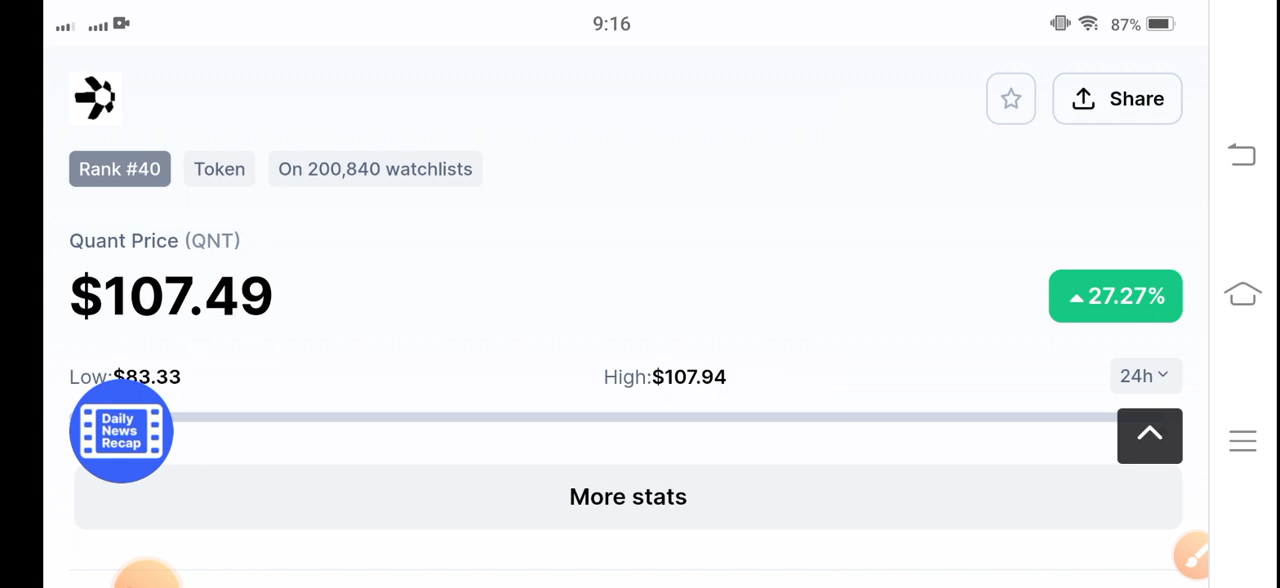 9:16
87%
Share
Rank #40 Token On 200,840 watchlists
Quant Price (QNT)
$107.49
27.27%
Low:$83.33 High:$107.94 24h
Daily
News
Recap
More stats